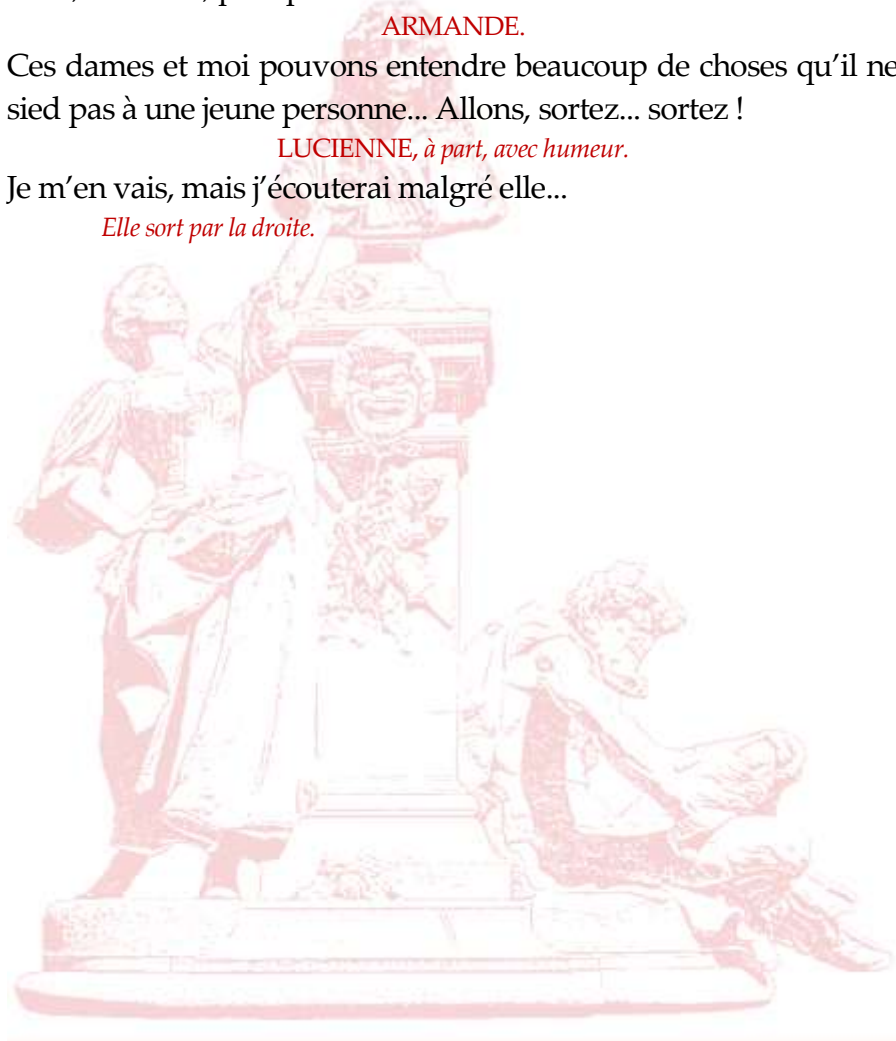 ARMANDE.
Ces dames et moi pouvons entendre beaucoup de choses qu’il ne
sied pas à une jeune personne... Allons, sortez... sortez !
LUCIENNE, à part, avec humeur.
Je m’en vais, mais j’écouterai malgré elle...
Elle sort par la droite.